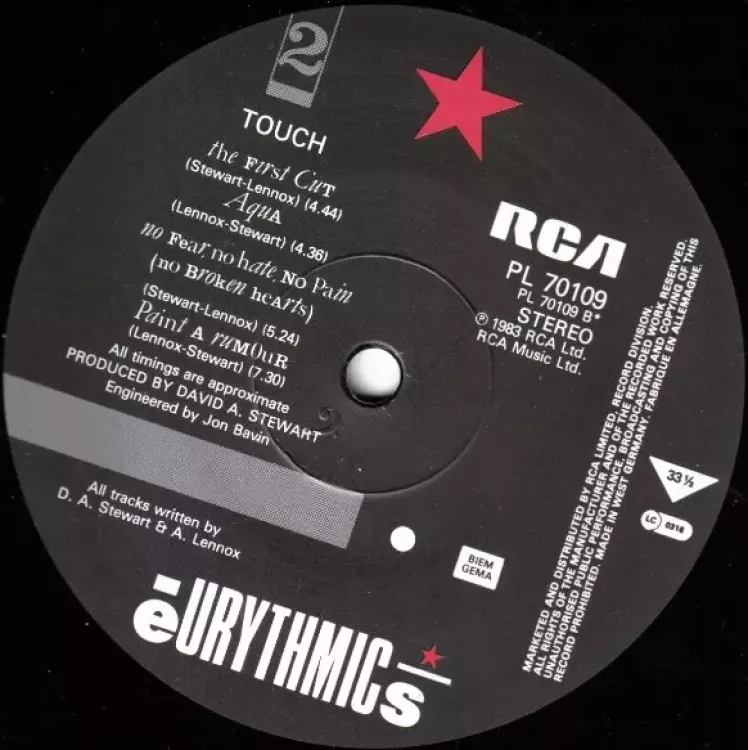 2
TOUCH
the First Cut
(Stewart-Lennox) (4.44)
Aqua
(Lennox-Stewart) (4.36)
no Fear, no hate, No Pain
(no Broken hearts)
(Stewart-Lennox) (5.24)
Paint A ruMOUR
(Lennox-Stewart) (7.30)
All timings are approximate
PRODUCED BY DAVID A. STEWART
Engineered by Jon Bavin
All tracks written by
D. A. Stewart & A. Lennox
RCA
PL 70109
PL 70109 B*
STEREO
℗ 1983 RCA Ltd.
RCA Music Ltd.
MARKETED AND DISTRIBUTED BY RCA LIMITED, RECORD DIVISION.
ALL RIGHTS OF THE MANUFACTURER AND OF THE RECORDED WORK RESERVED.
UNAUTHORISED PUBLIC PERFORMANCE, BROADCASTING AND COPYING OF THIS
RECORD PROHIBITED. MADE IN WEST GERMANY. FABRIQUÉ EN ALLEMAGNE.
33⅓
LC 0316
BIEM
GEMA
eURYTHMICs